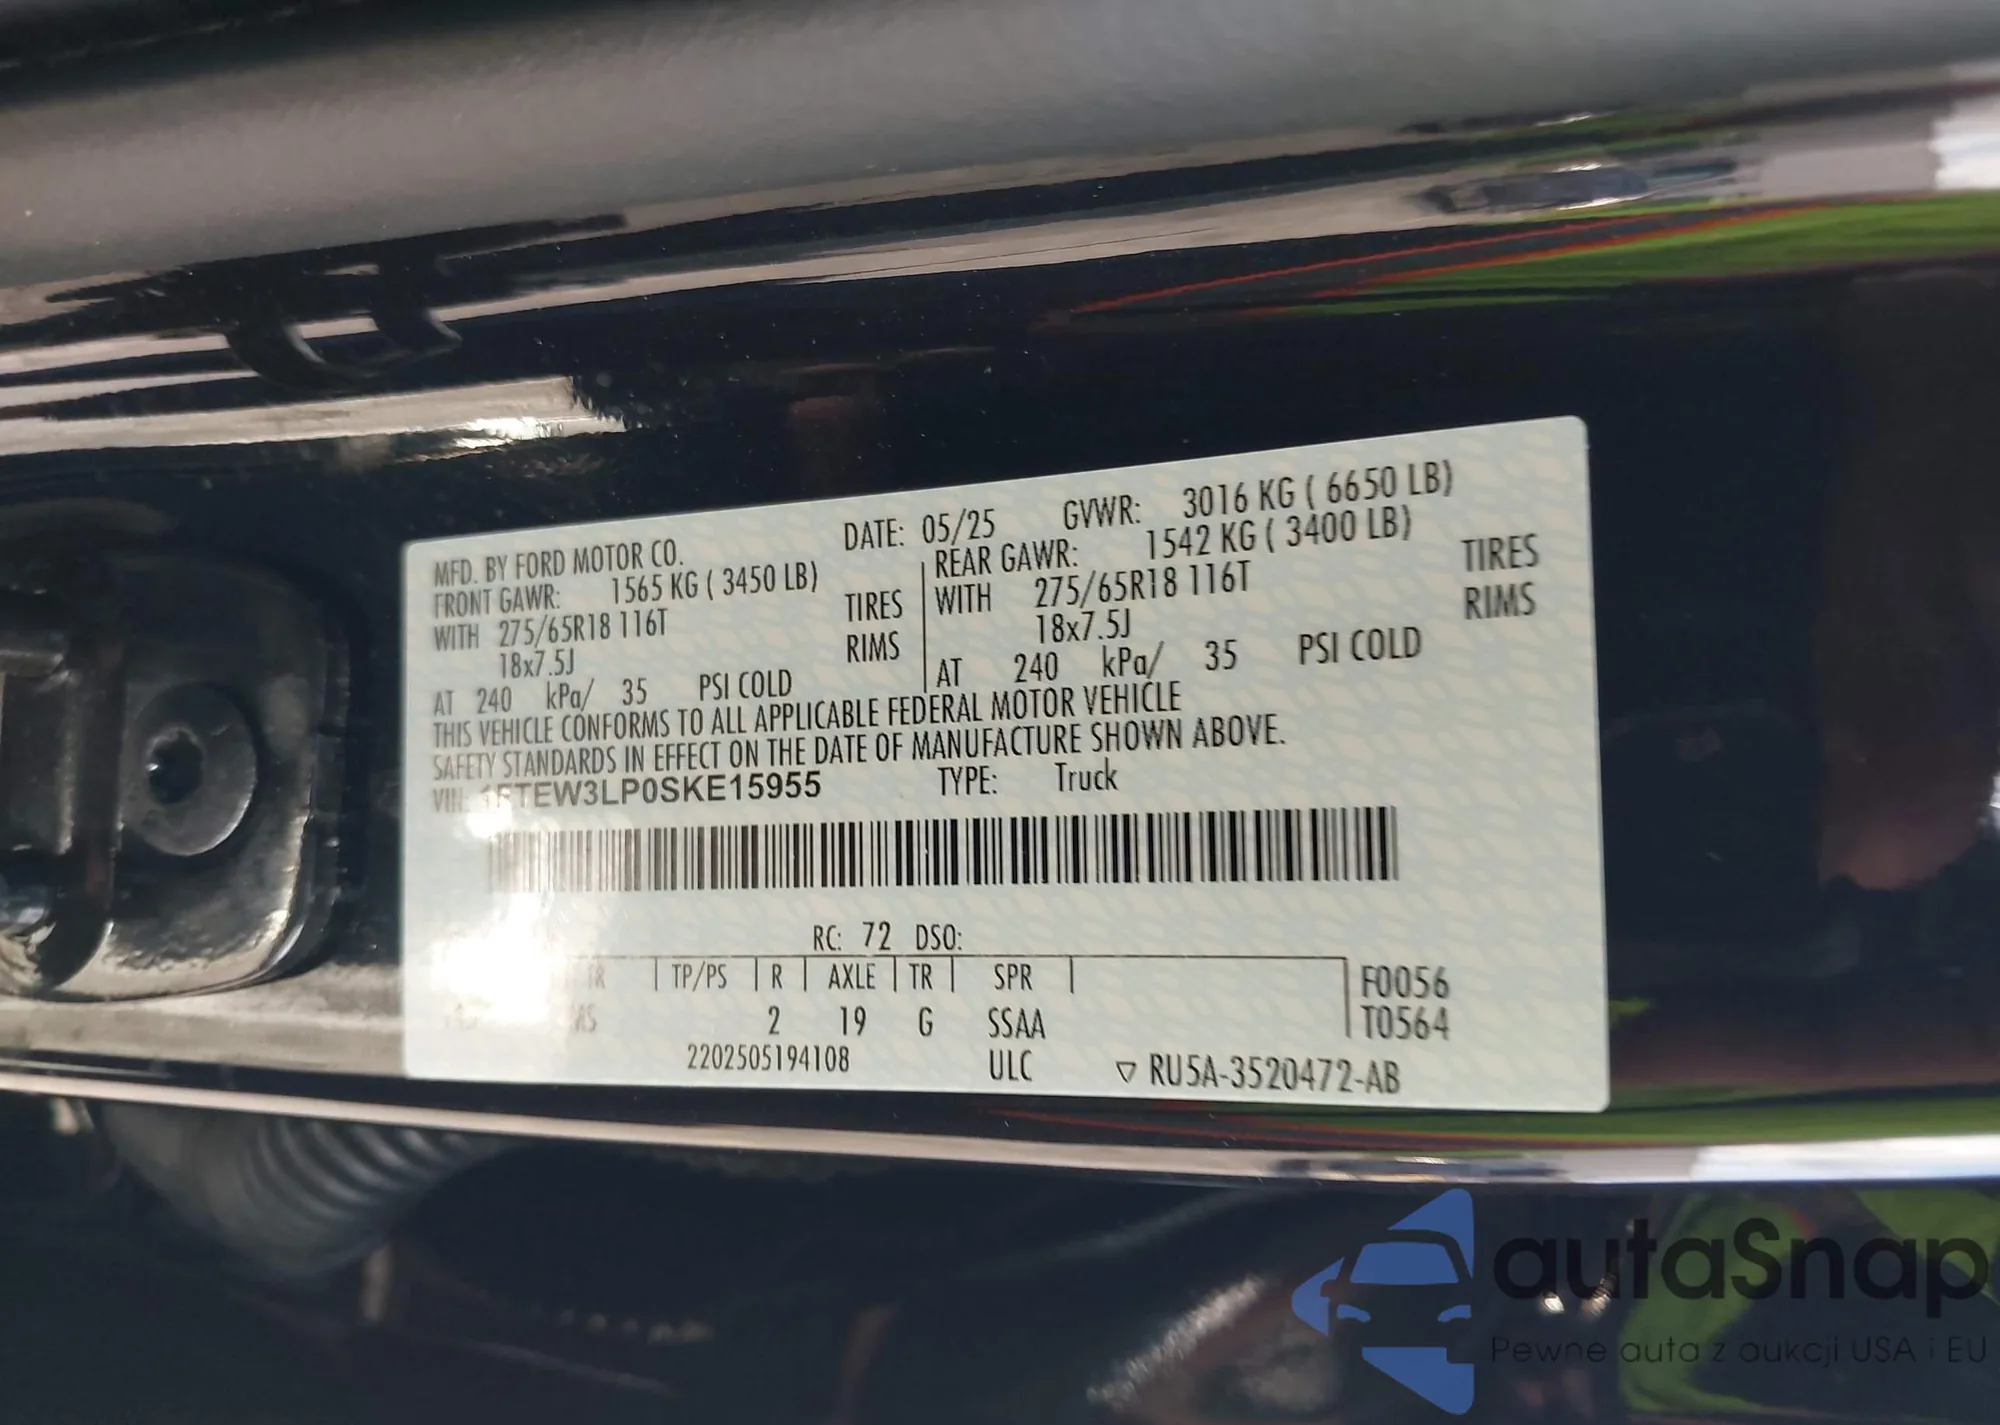 MFD. BY FORD MOTOR CO. DATE: 05/25 GVWR: 3016 KG ( 6650 LB)
FRONT GAWR: 1565 KG ( 3450 LB) REAR GAWR: 1542 KG ( 3400 LB)
WITH 275/65R18 116T TIRES WITH 275/65R18 116T TIRES
18x7.5J RIMS 18x7.5J RIMS
AT 240 kPa/ 35 PSI COLD AT 240 kPa/ 35 PSI COLD
THIS VEHICLE CONFORMS TO ALL APPLICABLE FEDERAL MOTOR VEHICLE
SAFETY STANDARDS IN EFFECT ON THE DATE OF MANUFACTURE SHOWN ABOVE.
VIN: 1FTEW3LP0SKE15955 TYPE: Truck
RC: 72 DSO:
TR TP/PS R AXLE TR SPR F0056
2 19 G SSAA T0564
2202505194108 ULC ▽ RU5A-3520472-AB
autaSnap
Pewne auta z aukcji USA i EU